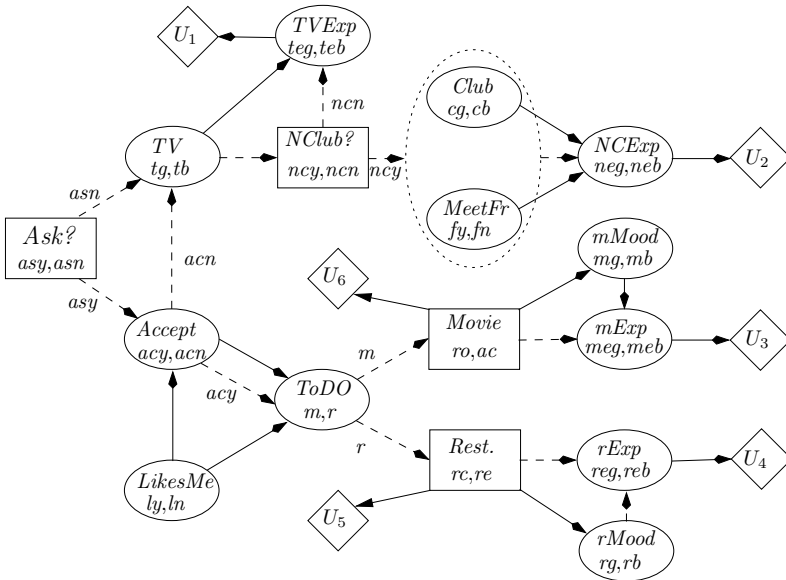 U1
TVExp
teg,teb
ncn
TV
tg,tb
NClub?
ncy,ncn
ncy
Club
cg,cb
NCExp
neg,neb
U2
MeetFr
fy,fn
asn
Ask?
asy,asn
asy
acn
U6
mMood
mg,mb
Accept
acy,acn
acy
m
Movie
ro,ac
mExp
meg,meb
U3
ToDO
m,r
r
LikesMe
ly,ln
Rest.
rc,re
rExp
reg,reb
U4
U5
rMood
rg,rb